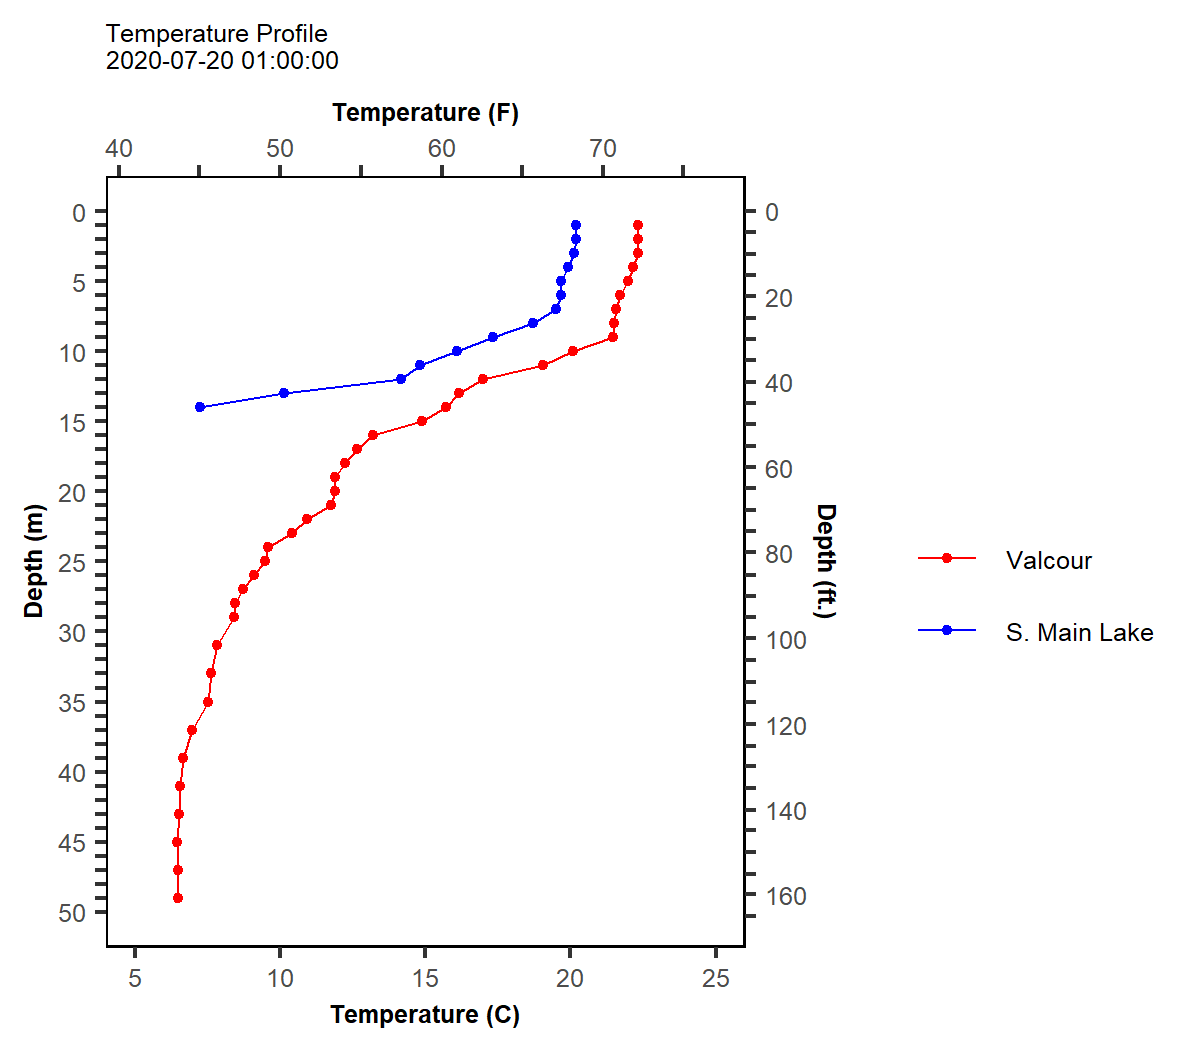 Temperature Profile
2020-07-20 01:00:00
Temperature (F)
40 50 60 70
0
5
10
15
20
25
30
35
40
45
50
Depth (m)
0
20
40
60
80
100
120
140
160
Depth (ft.)
Valcour
S. Main Lake
5 10 15 20 25
Temperature (C)